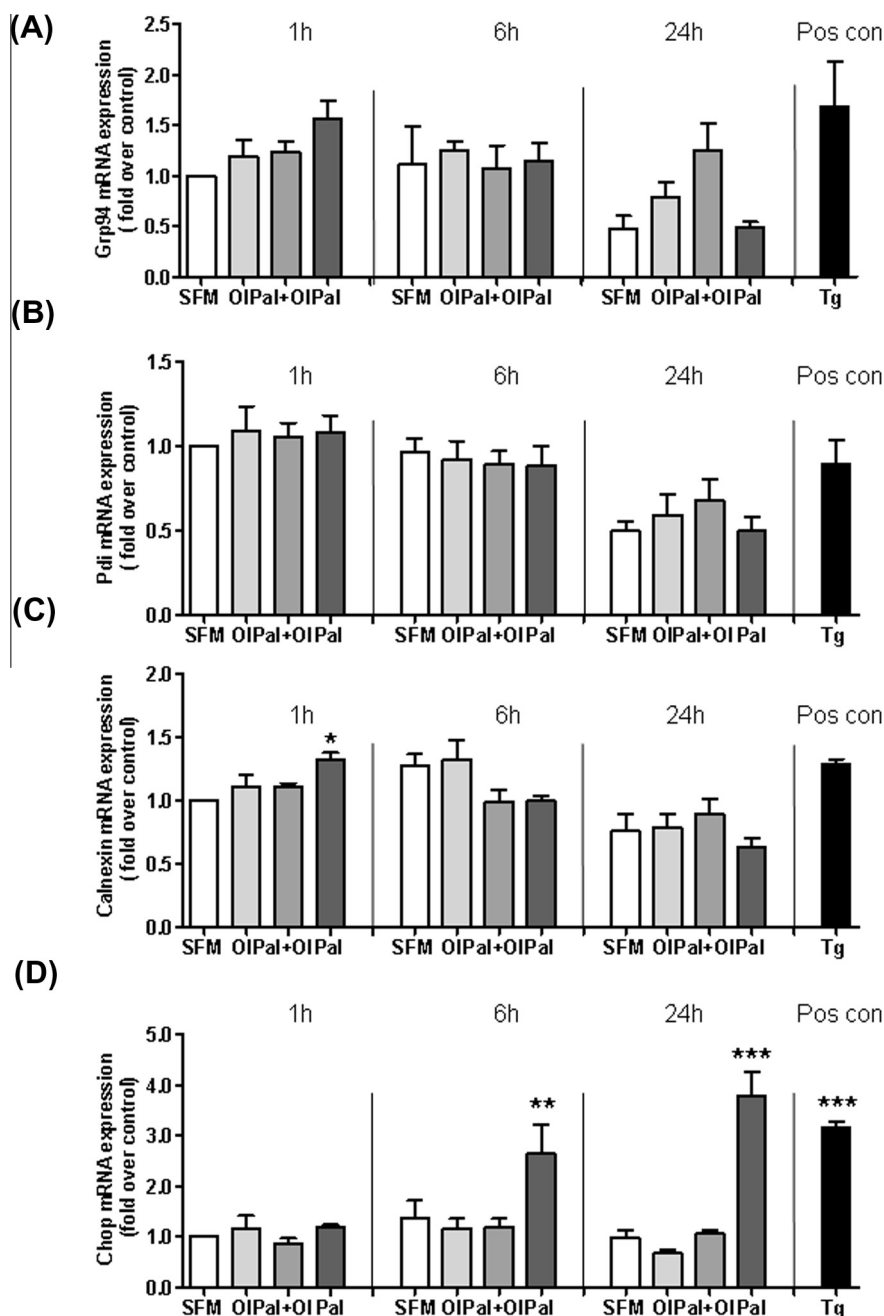 (A)
1h 6h 24h Pos con
Grp94 mRNA expression
( fold over control)
2.5
2.0
1.5
1.0
0.5
0.0
SFM OlPal+OlPal SFM OlPal+OlPal SFM OlPal+OlPal Tg
(B)
1h 6h 24h Pos con
Pdi mRNA expression
( fold over control)
1.5
1.0
0.5
0.0
SFM OlPal+OlPal SFM OlPal+OlPal SFM OlPal+OlPal Tg
(C)
1h 6h 24h Pos con
Calnexin mRNA expression
( fold over control)
2.0
1.5
1.0
0.5
0.0
*
SFM OlPal+OlPal SFM OlPal+OlPal SFM OlPal+OlPal Tg
(D)
1h 6h 24h Pos con
Chop mRNA expression
(fold over control)
5.0
4.0
3.0
2.0
1.0
0.0
** *** ***
SFM OlPal+OlPal SFM OlPal+OlPal SFM OlPal+OlPal Tg